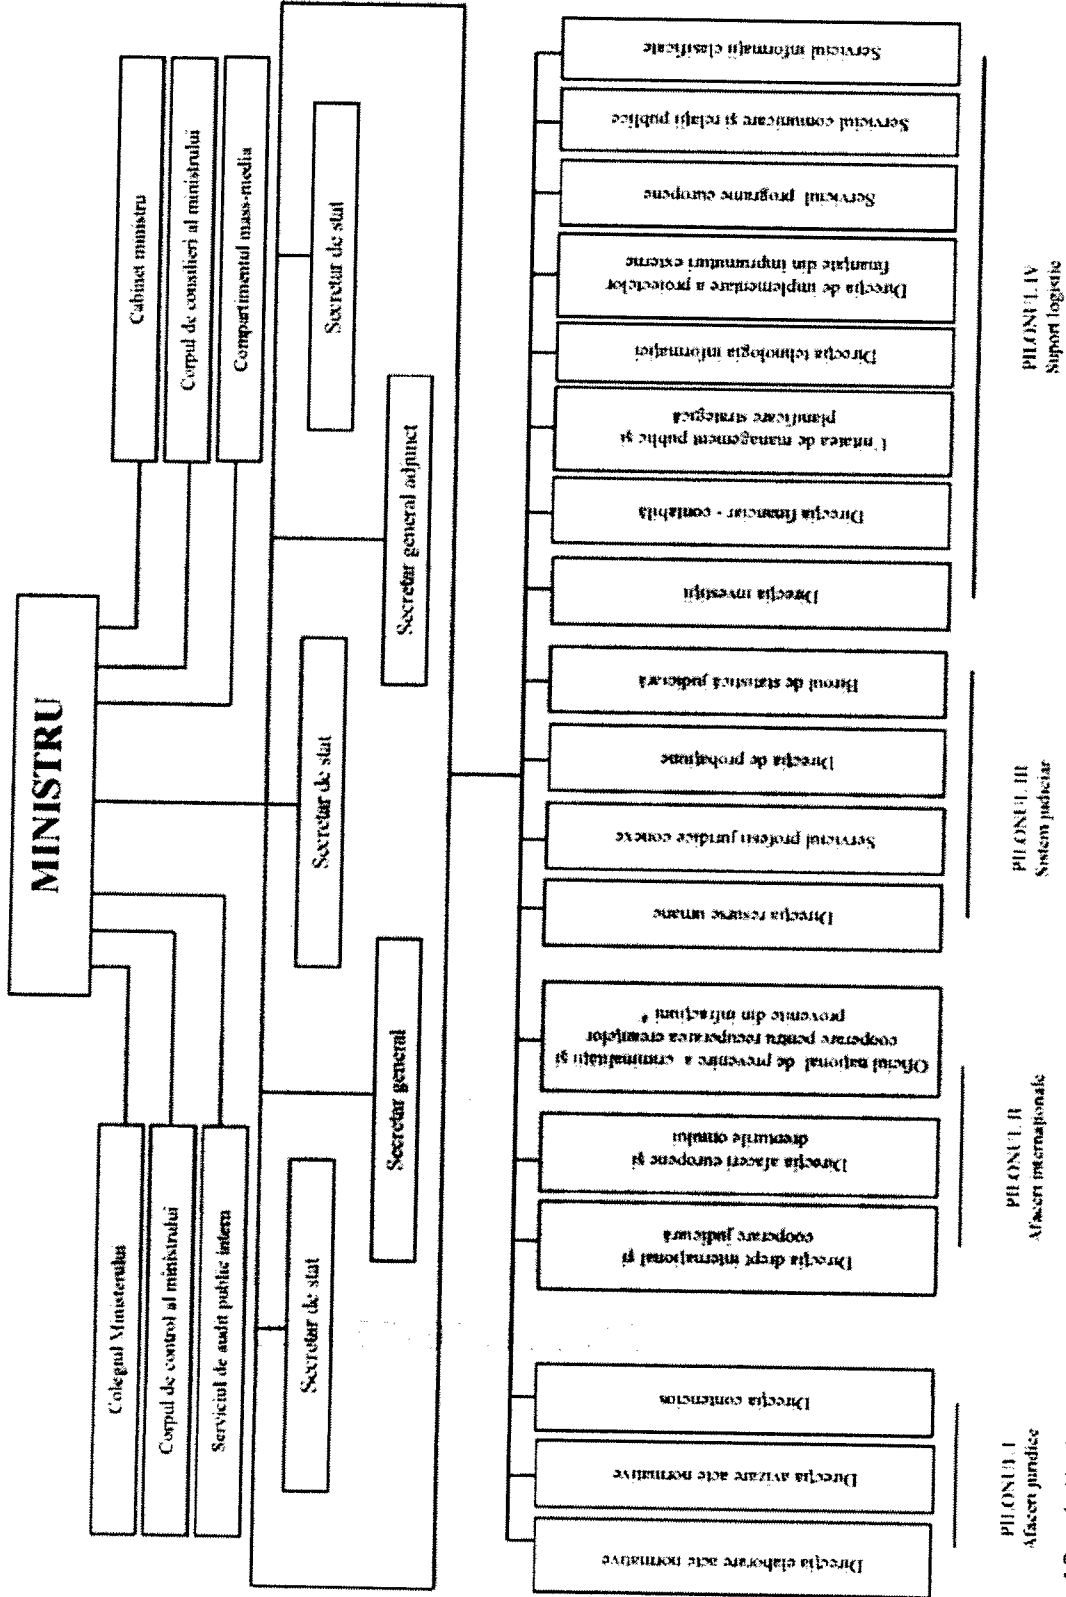 MINISTRU
Colegiul Ministerului
Corpul de control al ministrului
Serviciul de audit public intern
Cabinet ministru
Corpul de consilieri al ministrului
Compartimentul mass-media
Secretar de stat
Secretar general
Secretar de stat
Secretar general adjunct
Secretar de stat
Direcţia elaborare acte normative
Direcţia avizare acte normative
Direcţia contencios
Direcţia drept internaţional şi
cooperare judiciară
Direcţia afaceri europene şi
drepturile omului
Oficiul naţional de prevenire a criminalităţii şi
cooperare pentru recuperarea creanţelor
provenite din infracţiuni *
Direcţia resurse umane
Serviciul profesii juridice conexe
Direcţia de probaţiune
Biroul de statistică judiciară
Direcţia investiţii
Direcţia financiar - contabilă
Unitatea de management public şi
planificare strategică
Direcţia tehnologia informaţiei
Direcţia de implementare a proiectelor
finanţate din împrumuturi externe
Serviciul programe europene
Serviciul comunicare şi relaţii publice
Serviciul informaţii clasificate
PILONUL I
Afaceri juridice
PILONUL II
Afaceri internaţionale
PILONUL III
Sistem judiciar
PILONUL IV
Suport logistic